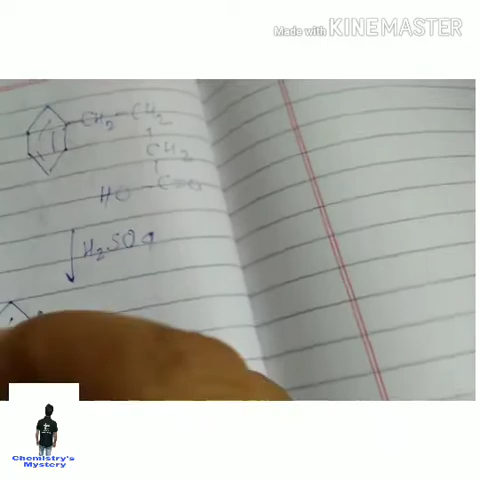 Made with KINEMASTER
CH2-CH2
CH2
HO-C=O
H2SO4
Chemistry's
Mystery